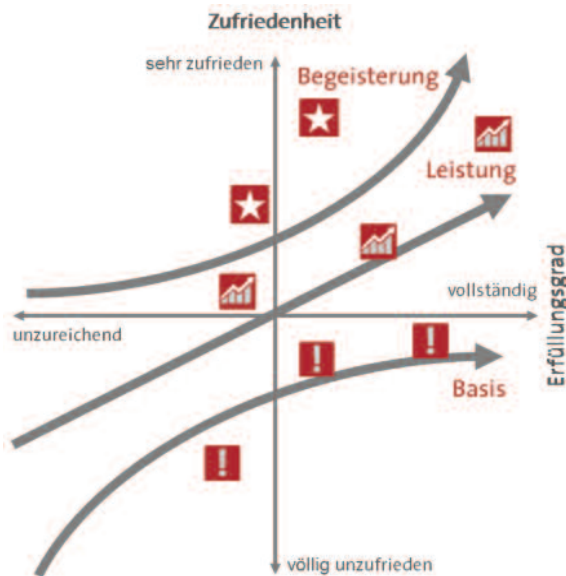 Zufriedenheit
sehr zufrieden
Begeisterung
Leistung
vollständig
unzureichend
Erfüllungsgrad
Basis
völlig unzufrieden